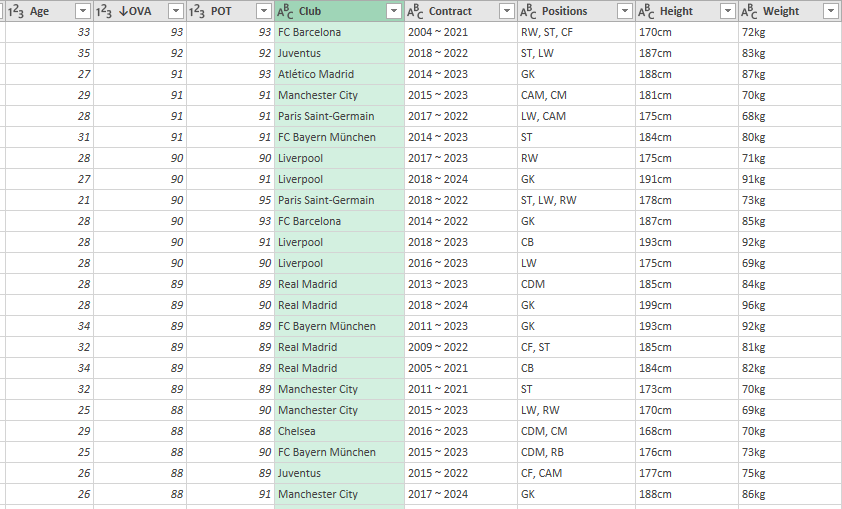 1²3 Age 1²3 ↓OVA 1²3 POT ABC Club ABC Contract ABC Positions ABC Height ABC Weight
33 93 93 FC Barcelona 2004 ~ 2021 RW, ST, CF 170cm 72kg
35 92 92 Juventus 2018 ~ 2022 ST, LW 187cm 83kg
27 91 93 Atlético Madrid 2014 ~ 2023 GK 188cm 87kg
29 91 91 Manchester City 2015 ~ 2023 CAM, CM 181cm 70kg
28 91 91 Paris Saint-Germain 2017 ~ 2022 LW, CAM 175cm 68kg
31 91 91 FC Bayern München 2014 ~ 2023 ST 184cm 80kg
28 90 90 Liverpool 2017 ~ 2023 RW 175cm 71kg
27 90 91 Liverpool 2018 ~ 2024 GK 191cm 91kg
21 90 95 Paris Saint-Germain 2018 ~ 2022 ST, LW, RW 178cm 73kg
28 90 93 FC Barcelona 2014 ~ 2022 GK 187cm 85kg
28 90 91 Liverpool 2018 ~ 2023 CB 193cm 92kg
28 90 90 Liverpool 2016 ~ 2023 LW 175cm 69kg
28 89 89 Real Madrid 2013 ~ 2023 CDM 185cm 84kg
28 89 90 Real Madrid 2018 ~ 2024 GK 199cm 96kg
34 89 89 FC Bayern München 2011 ~ 2023 GK 193cm 92kg
32 89 89 Real Madrid 2009 ~ 2022 CF, ST 185cm 81kg
34 89 89 Real Madrid 2005 ~ 2021 CB 184cm 82kg
32 89 89 Manchester City 2011 ~ 2021 ST 173cm 70kg
25 88 90 Manchester City 2015 ~ 2023 LW, RW 170cm 69kg
29 88 88 Chelsea 2016 ~ 2023 CDM, CM 168cm 70kg
25 88 90 FC Bayern München 2015 ~ 2023 CDM, RB 176cm 73kg
26 88 89 Juventus 2015 ~ 2022 CF, CAM 177cm 75kg
26 88 91 Manchester City 2017 ~ 2024 GK 188cm 86kg